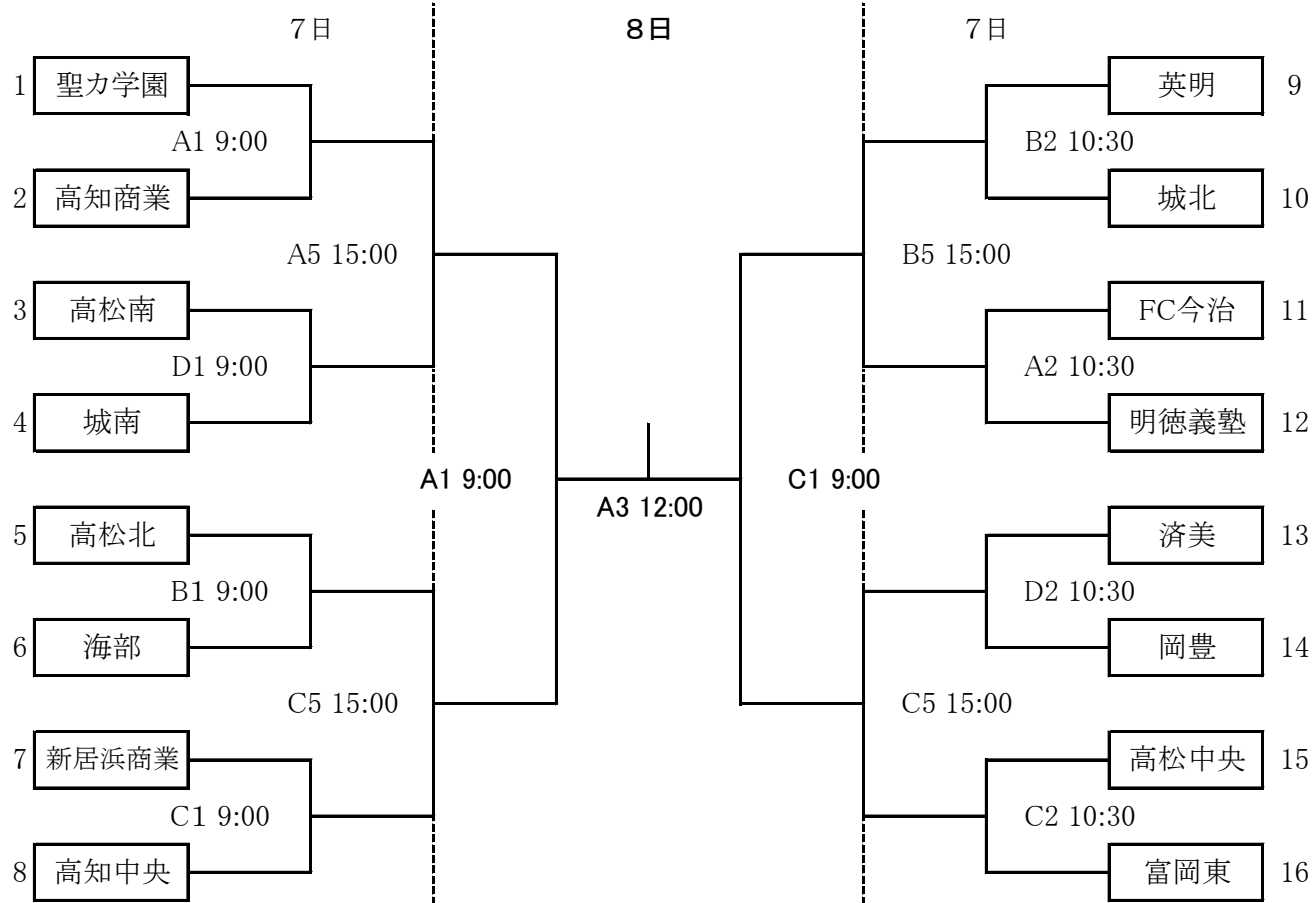 7日 8日 7日
1 聖カ学園
A1 9:00
2 高知商業
A5 15:00
3 高松南
D1 9:00
4 城南
A1 9:00
5 高松北
B1 9:00
6 海部
C5 15:00
7 新居浜商業
C1 9:00
8 高知中央
A3 12:00
英明 9
B2 10:30
城北 10
B5 15:00
FC今治 11
A2 10:30
明徳義塾 12
C1 9:00
済美 13
D2 10:30
岡豊 14
C5 15:00
高松中央 15
C2 10:30
富岡東 16